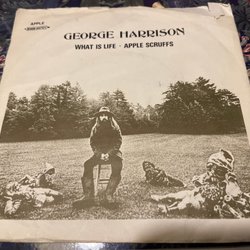 APPLE
GEORGE HARRISON
WHAT IS LIFE · APPLE SCRUFFS